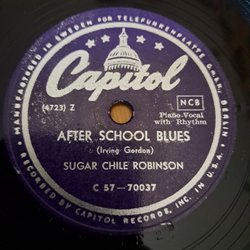 MANUFACTURED IN SWEDEN FOR TELEFUNKENPLATTE G.M.B.H., BERLIN
Capitol
(4723) Z
NCB
Piano-Vocal
with Rhythm
AFTER SCHOOL BLUES
(Irving Gordon)
SUGAR CHILE ROBINSON
C 57-70037
RECORDED BY CAPITOL RECORDS, INC. IN U.S.A.